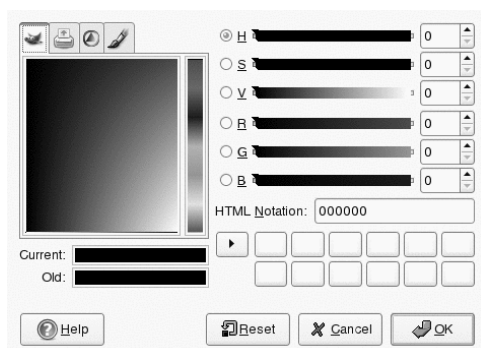 H 0
S 0
V 0
R 0
G 0
B 0
HTML Notation: 000000
Current:
Old:
Help Reset Cancel OK